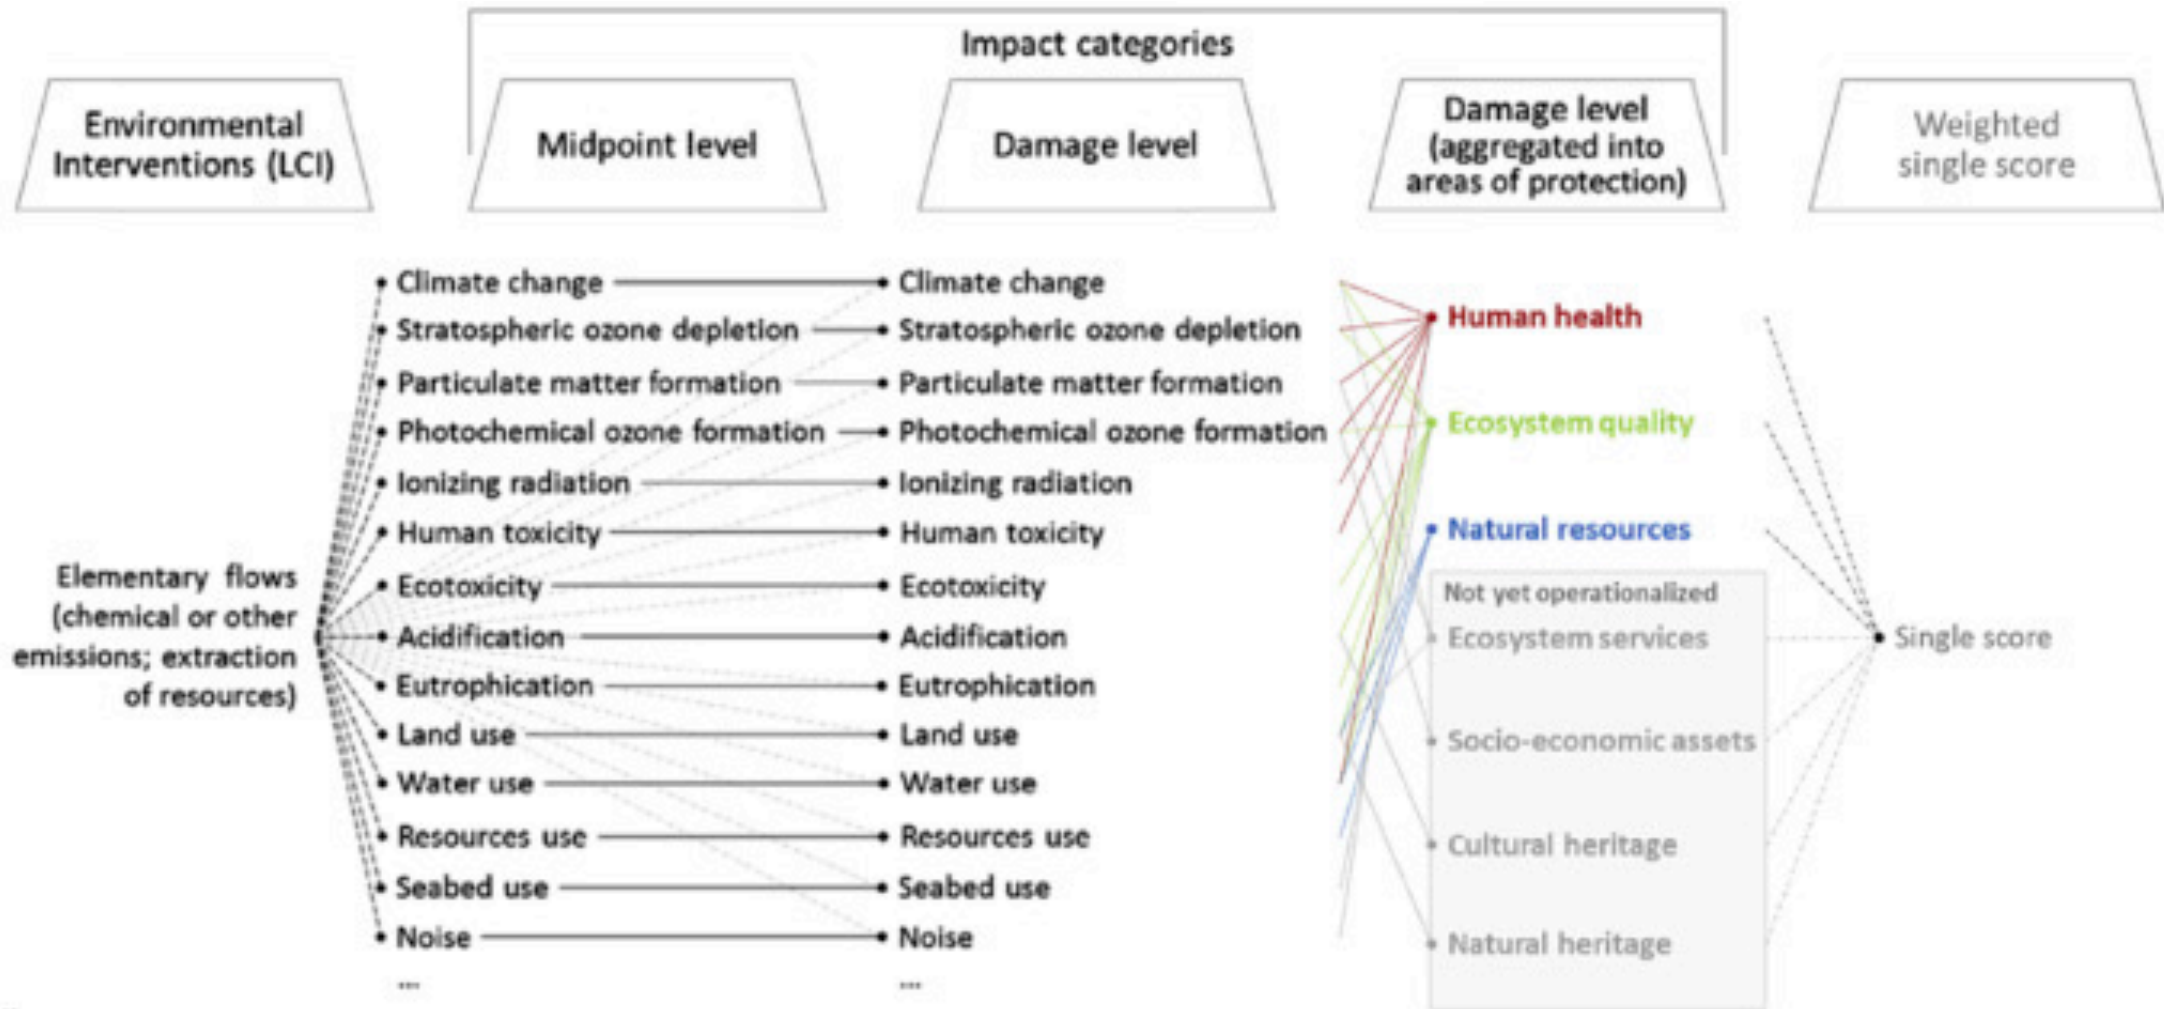 Impact categories
Environmental
Interventions (LCI)
Midpoint level
Damage level
Damage level
(aggregated into
areas of protection)
Weighted
single score
Elementary flows
(chemical or other
emissions; extraction
of resources)
Climate change
Stratospheric ozone depletion
Particulate matter formation
Photochemical ozone formation
Ionizing radiation
Human toxicity
Ecotoxicity
Acidification
Eutrophication
Land use
Water use
Resources use
Seabed use
Noise
...
Climate change
Stratospheric ozone depletion
Particulate matter formation
Photochemical ozone formation
Ionizing radiation
Human toxicity
Ecotoxicity
Acidification
Eutrophication
Land use
Water use
Resources use
Seabed use
Noise
...
Human health
Ecosystem quality
Natural resources
Not yet operationalized
Ecosystem services
Socio-economic assets
Cultural heritage
Natural heritage
Single score